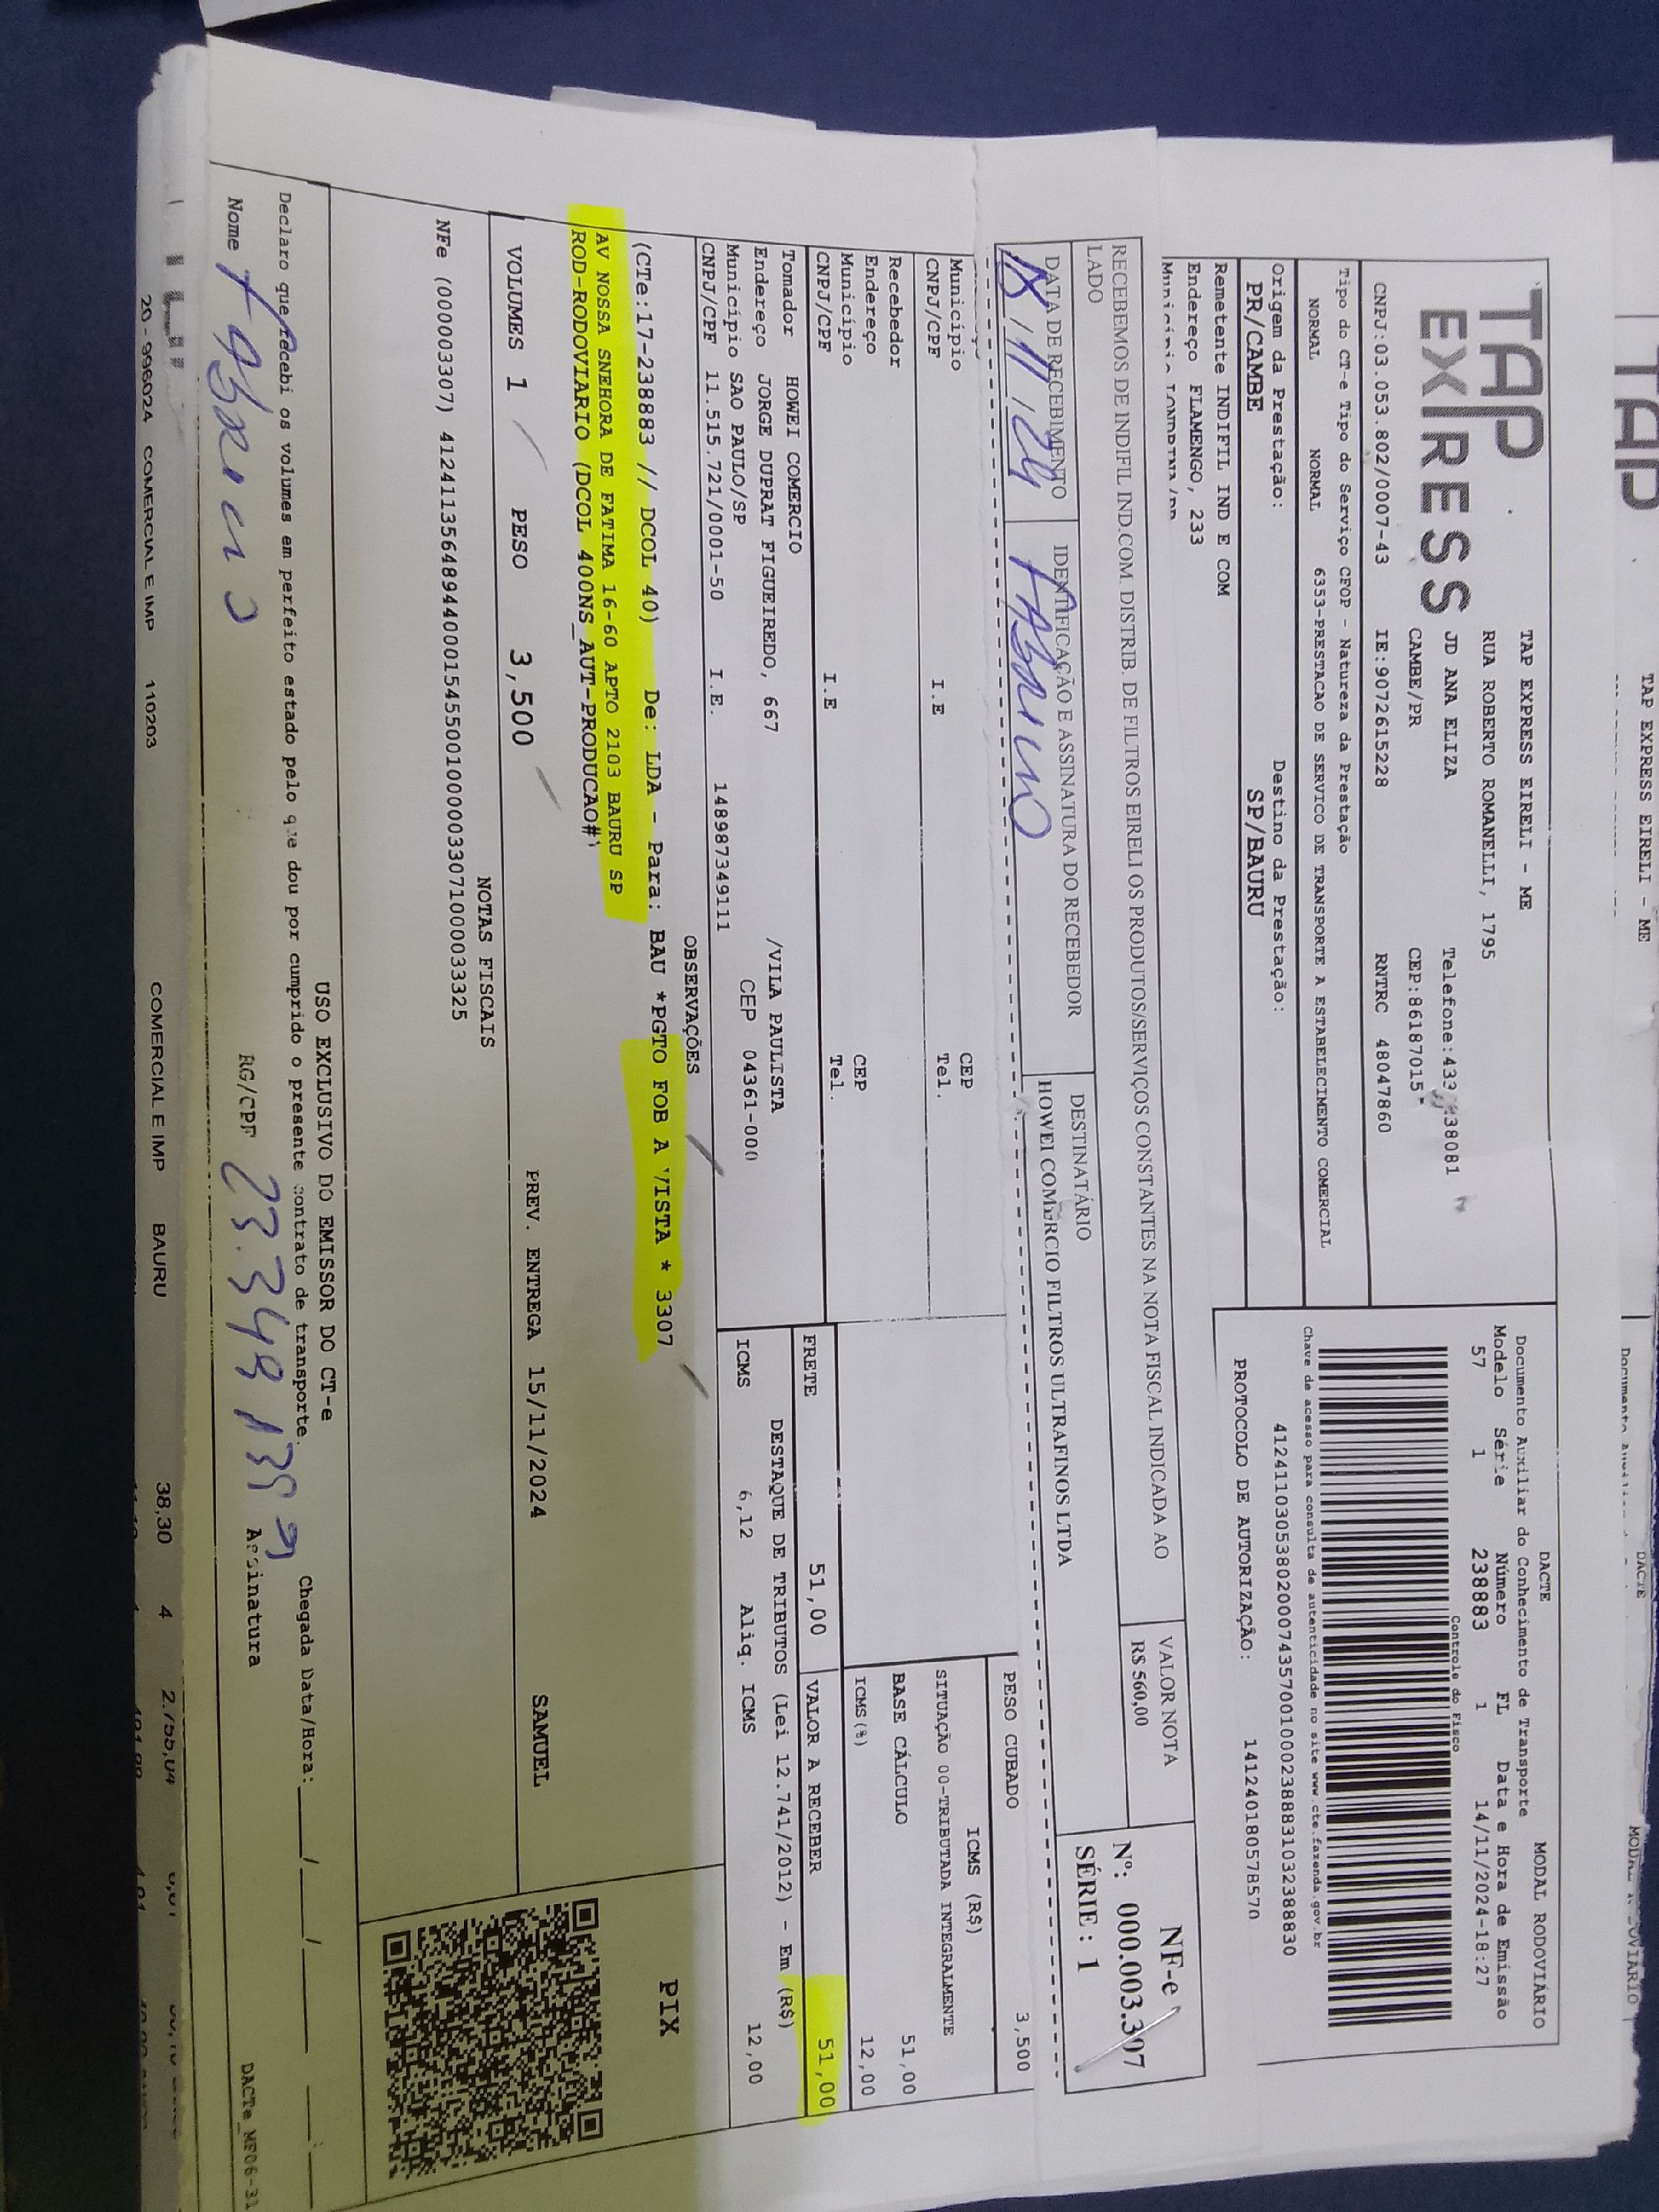 TAP
TAP EXPRESS EIRELI - ME
DACTE
TAP
EXPRESS
TAP EXPRESS EIRELI - ME
RUA ROBERTO ROMANELLI, 1795
JD ANA ELIZA
CAMBE/PR
CEP:86187015
CNPJ:03.053.802/0007-43 IE:9072615228 RNTRC 48047860
DACTE
MODAL RODOVIÁRIO
Documento Auxiliar do Conhecimento de Transporte
Modelo Série Número FL Data e Hora de Emissão
57 1 238883 1 14/11/2024-18:27
Controle do Fisco
Tipo do CT-e Tipo do Serviço CFOP - Natureza da Prestação
NORMAL NORMAL 6353-PRESTACAO DE SERVICO DE TRANSPORTE A ESTABELECIMENTO COMERCIAL
Chave de acesso para consulta de autenticidade no site www.cte.fazenda.gov.br
41241103053802000743570010002388831032388830
Origem da Prestação: Destino da Prestação:
PR/CAMBE SP/BAURU
PROTOCOLO DE AUTORIZAÇÃO: 141240180578570
Remetente INDIFIL IND E COM
Endereço FLAMENGO, 233
RECEBEMOS DE INDIFIL IND.COM. DISTRIB. DE FILTROS EIRELI OS PRODUTOS/SERVIÇOS CONSTANTES NA NOTA FISCAL INDICADA AO
LADO
VALOR NOTA
R$ 560,00
NF-e
Nº: 000.003.307
SÉRIE : 1
DATA DE RECEBIMENTO
18/11/24
IDENTIFICAÇÃO E ASSINATURA DO RECEBEDOR
FABIANO
DESTINATÁRIO
HOWEI COMÉRCIO FILTROS ULTRAFINOS LTDA
Município CEP
CNPJ/CPF I.E Tel.
Recebedor
Endereço
Município CEP
CNPJ/CPF I.E Tel.
PESO CUBADO 3,500
ICMS (R$)
SITUAÇÃO 00-TRIBUTADA INTEGRALMENTE
BASE CÁLCULO 51,00
ICMS(%) 12,00
Tomador HOWEI COMERCIO
Endereço JORGE DUPRAT FIGUEIREDO, 667 /VILA PAULISTA
Município SAO PAULO/SP CEP 04361-000
CNPJ/CPF 11.515.721/0001-50 I.E. 148987349111
FRETE 51,00 VALOR A RECEBER 51,00
DESTAQUE DE TRIBUTOS (Lei 12.741/2012) - Em (R$)
ICMS 6,12 Aliq. ICMS 12,00
OBSERVAÇÕES
(CTe:17-238883 // DCOL 40) De: LDA - Para: BAU *PGTO FOB A VISTA * 3307
AV NOSSA SNEHORA DE FATIMA 16-60 APTO 2103 BAURU SP
ROD-RODOVIARIO (DCOL 400NS_AUT-PRODUCAO#
PIX
VOLUMES 1 PESO 3,500 PREV. ENTREGA 15/11/2024 SAMUEL
NOTAS FISCAIS
NFe (000003307) 41241113564894400015455001000003307100033325
USO EXCLUSIVO DO EMISSOR DO CT-e
Declaro que recebi os volumes em perfeito estado pelo que dou por cumprido o presente contrato de transporte.
Chegada Data/Hora: / / :
Nome Fabiano RG/CPF Assinatura
20 - 996024 COMERCIAL E IMP 110203 COMERCIAL E IMP BAURU 38,30 4 2.755,04